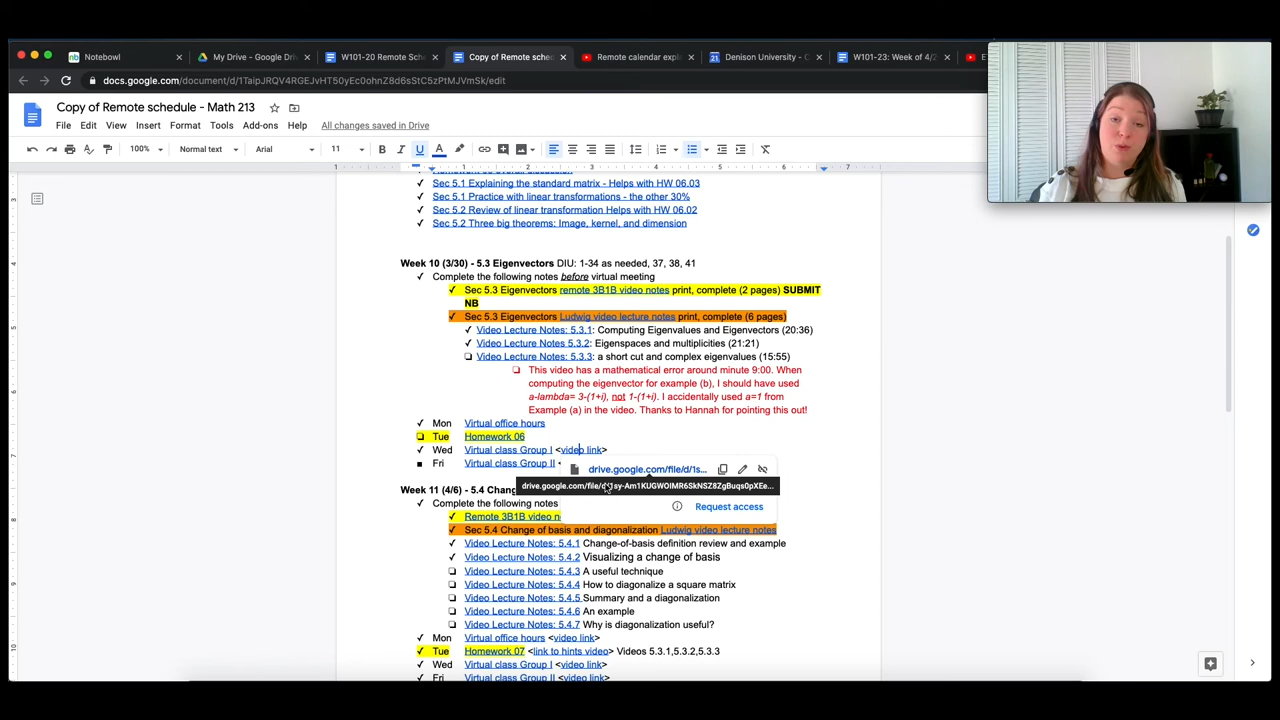 Notebowl
My Drive - Google Dr
W101-20 Remote Sche
Copy of Remote schedule -
Remote calendar expl
Denison University - C
W101-23: Week of 4/2
docs.google.com
Copy of Remote schedule - Math 213
File Edit View Insert Format Tools Add-ons Help All changes saved in Drive
100% Normal text Arial 11
1 1 2 3 4 5 6 7
Sec 5.1 Explaining the standard matrix - Helps with HW 06.03
Sec 5.1 Practice with linear transformations - the other 30%
Sec 5.2 Review of linear transformation Helps with HW 06.02
Sec 5.2 Three big theorems: Image, kernel, and dimension
Week 10 (3/30) - 5.3 Eigenvectors DIU: 1-34 as needed, 37, 38, 41
Complete the following notes before virtual meeting
Sec 5.3 Eigenvectors remote 3B1B video notes print, complete (2 pages) SUBMIT
NB
Sec 5.3 Eigenvectors Ludwig video lecture notes print, complete (6 pages)
Video Lecture Notes: 5.3.1: Computing Eigenvalues and Eigenvectors (20:36)
Video Lecture Notes: 5.3.2: Eigenspaces and multiplicities (21:21)
Video Lecture Notes: 5.3.3: a short cut and complex eigenvalues (15:55)
This video has a mathematical error around minute 9:00. When
computing the eigenvector for example (b), I should have used
a-lambda= 3-(1+i), not 1-(1+i). I accidentally used a=1 from
Example (a) in the video. Thanks to Hannah for pointing this out!
Mon Virtual office hours
Tue Homework 06
Wed Virtual class Group I <video link>
Fri Virtual class Group II <
drive.google.com/file/d/1s...
Request access
Week 11 (4/6) - 5.4 Chan
Complete the following notes
Remote 3B1B video n
Sec 5.4 Change of basis and diagonalization Ludwig video lecture notes
Video Lecture Notes: 5.4.1 Change-of-basis definition review and example
Video Lecture Notes: 5.4.2 Visualizing a change of basis
Video Lecture Notes: 5.4.3 A useful technique
Video Lecture Notes: 5.4.4 How to diagonalize a square matrix
Video Lecture Notes: 5.4.5 Summary and a diagonalization
Video Lecture Notes: 5.4.6 An example
Video Lecture Notes: 5.4.7 Why is diagonalization useful?
Mon Virtual office hours <video link>
Tue Homework 07 <link to hints video> Videos 5.3.1,5.3.2,5.3.3
Wed Virtual class Group I <video link>
Fri Virtual class Group II <video link>